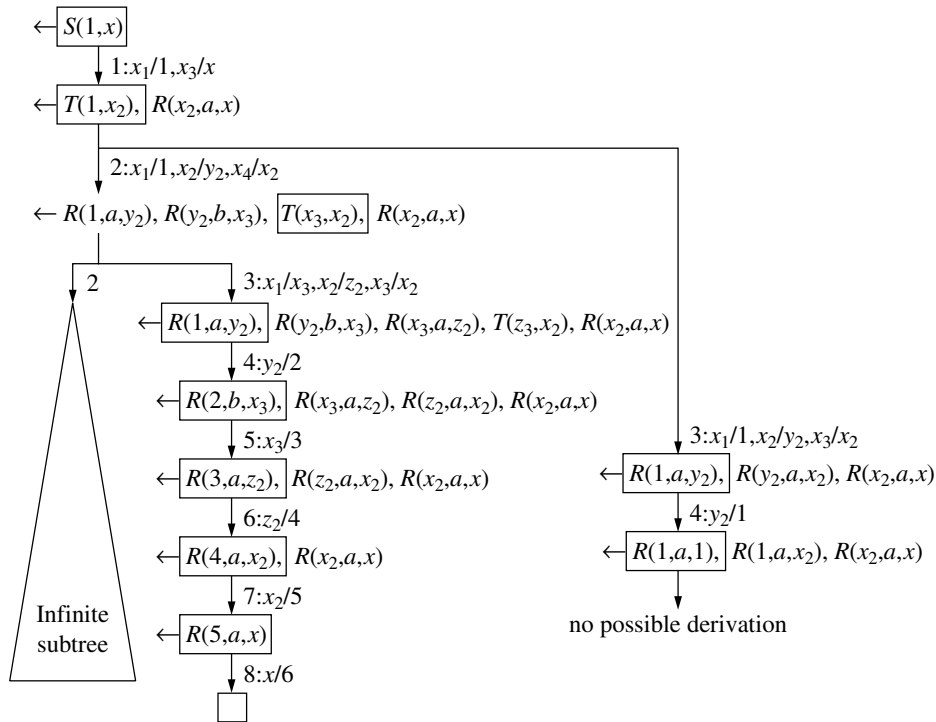 ← S(1,x)
1:x₁/1,x₃/x
← T(1,x₂), R(x₂,a,x)
2:x₁/1,x₂/y₂,x₄/x₂
← R(1,a,y₂), R(y₂,b,x₃), T(x₃,x₂), R(x₂,a,x)
2
3:x₁/x₃,x₂/z₂,x₃/x₂
← R(1,a,y₂), R(y₂,b,x₃), R(x₃,a,z₂), T(z₃,x₂), R(x₂,a,x)
4:y₂/2
← R(2,b,x₃), R(x₃,a,z₂), R(z₂,a,x₂), R(x₂,a,x)
5:x₃/3
← R(3,a,z₂), R(z₂,a,x₂), R(x₂,a,x)
6:z₂/4
← R(4,a,x₂), R(x₂,a,x)
7:x₂/5
← R(5,a,x)
8:x/6
Infinite
subtree
3:x₁/1,x₂/y₂,x₃/x₂
← R(1,a,y₂), R(y₂,a,x₂), R(x₂,a,x)
4:y₂/1
← R(1,a,1), R(1,a,x₂), R(x₂,a,x)
no possible derivation